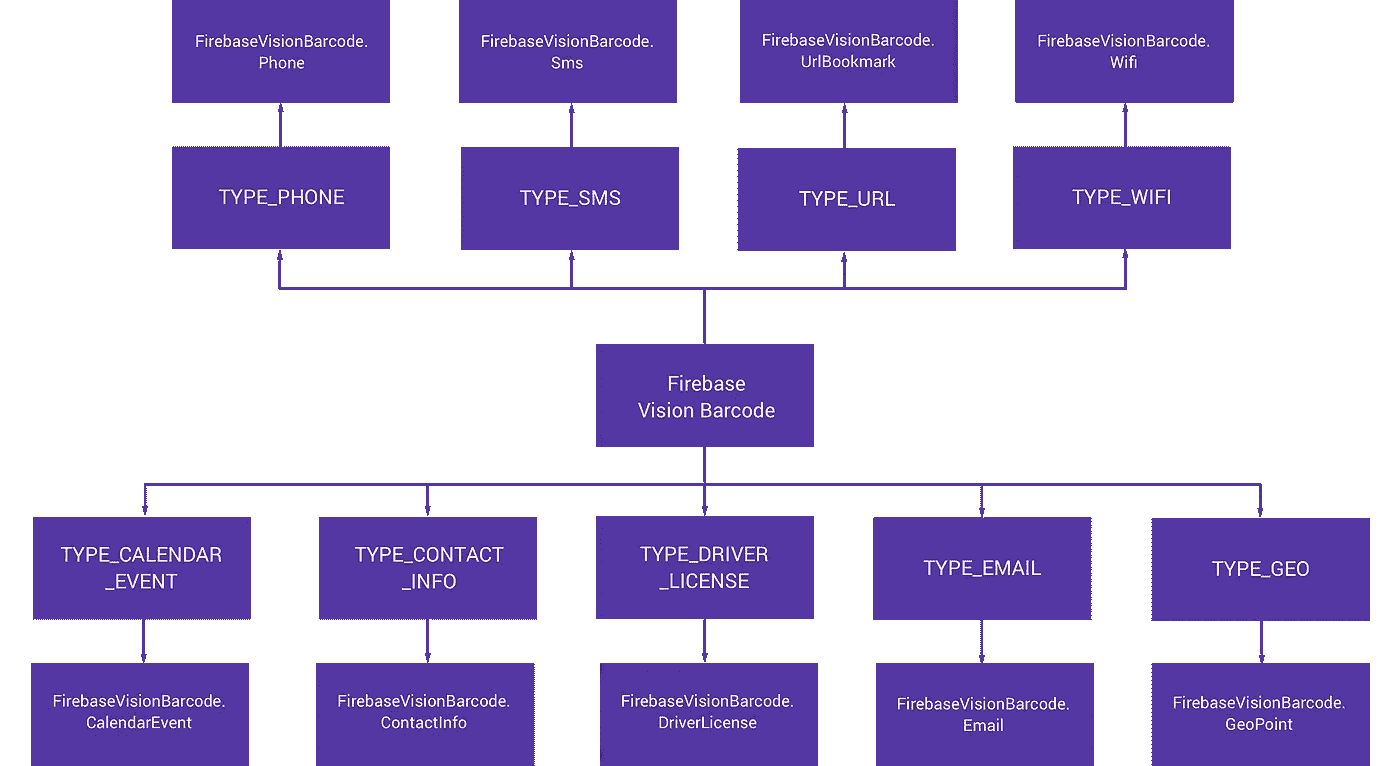 FirebaseVisionBarcode.
Phone
FirebaseVisionBarcode.
Sms
FirebaseVisionBarcode.
UrlBookmark
FirebaseVisionBarcode.
Wifi
TYPE_PHONE
TYPE_SMS
TYPE_URL
TYPE_WIFI
Firebase
Vision Barcode
TYPE_CALENDAR
_EVENT
TYPE_CONTACT
_INFO
TYPE_DRIVER
_LICENSE
TYPE_EMAIL
TYPE_GEO
FirebaseVisionBarcode.
CalendarEvent
FirebaseVisionBarcode.
ContactInfo
FirebaseVisionBarcode.
DriverLicense
FirebaseVisionBarcode.
Email
FirebaseVisionBarcode.
GeoPoint